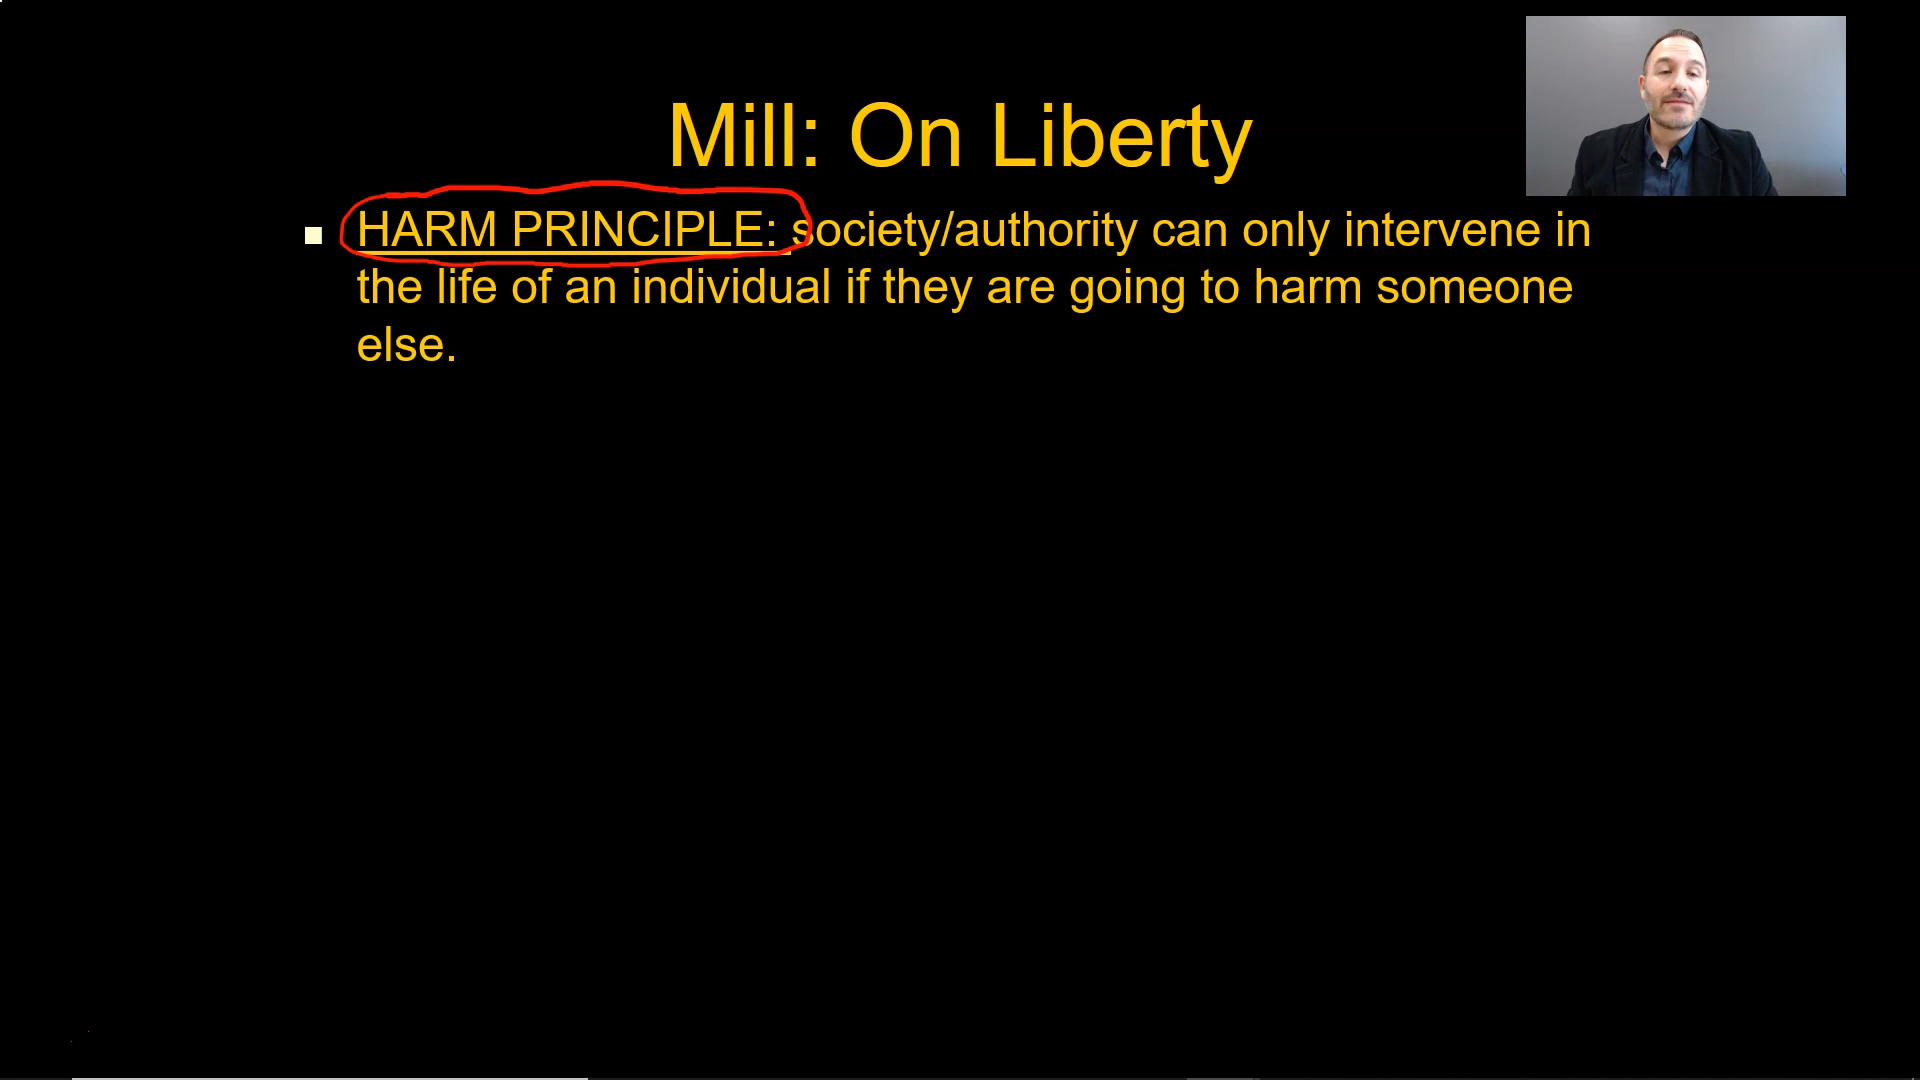 Mill: On Liberty
HARM PRINCIPLE: society/authority can only intervene in
the life of an individual if they are going to harm someone
else.